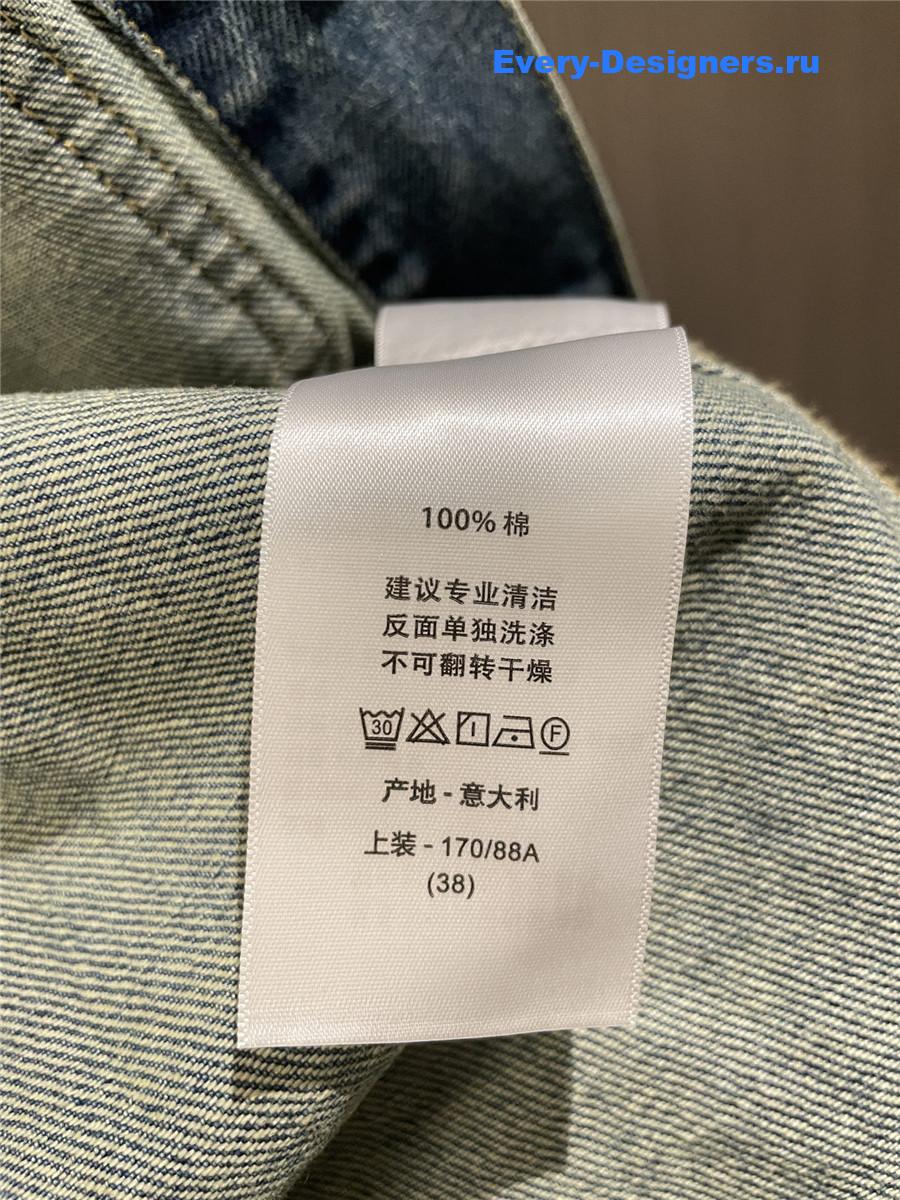 Every-Designers.ru
100% 棉
建议专业清洁
反面单独洗涤
不可翻转干燥
30 F
产地 - 意大利
上装 - 170/88A
(38)